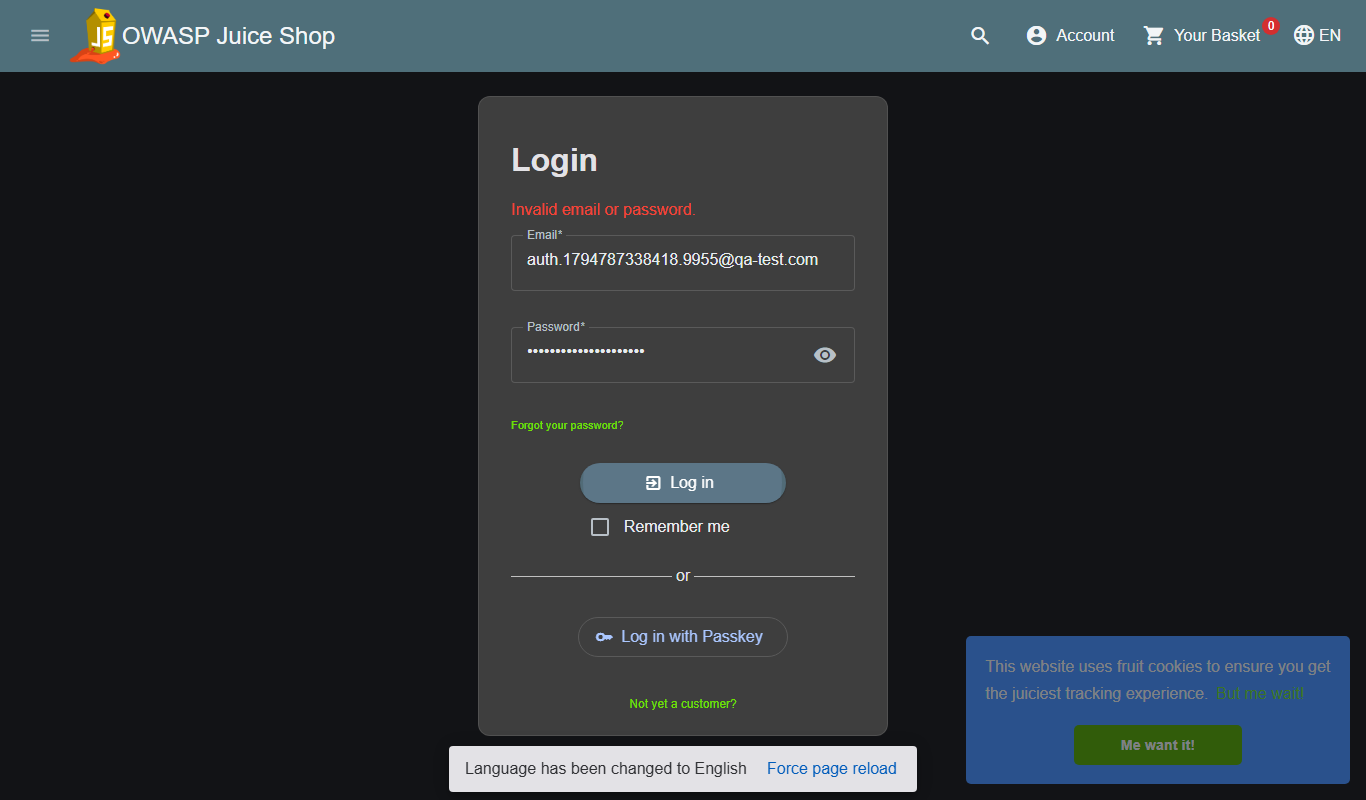 OWASP Juice Shop
Account
Your Basket
0
EN
Login
Invalid email or password.
Email*
auth.1794787338418.9955@qa-test.com
Password*
•••••••••••••••••••••
Forgot your password?
Log in
Remember me
or
Log in with Passkey
Not yet a customer?
This website uses fruit cookies to ensure you get
the juiciest tracking experience. But me wait!
Me want it!
Language has been changed to English Force page reload
JS